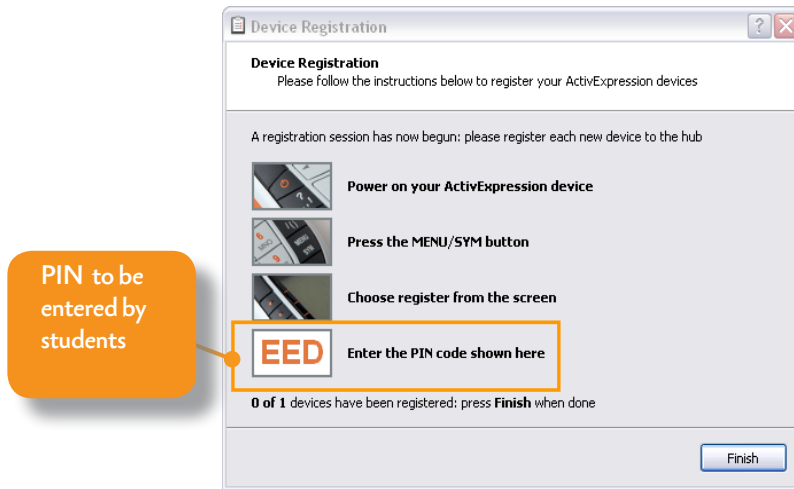 Device Registration
Device Registration
Please follow the instructions below to register your ActivExpression devices
A registration session has now begun: please register each new device to the hub
Power on your ActivExpression device
Press the MENU/SYM button
Choose register from the screen
PIN to be
entered by
students
EED
Enter the PIN code shown here
0 of 1 devices have been registered: press Finish when done
Finish